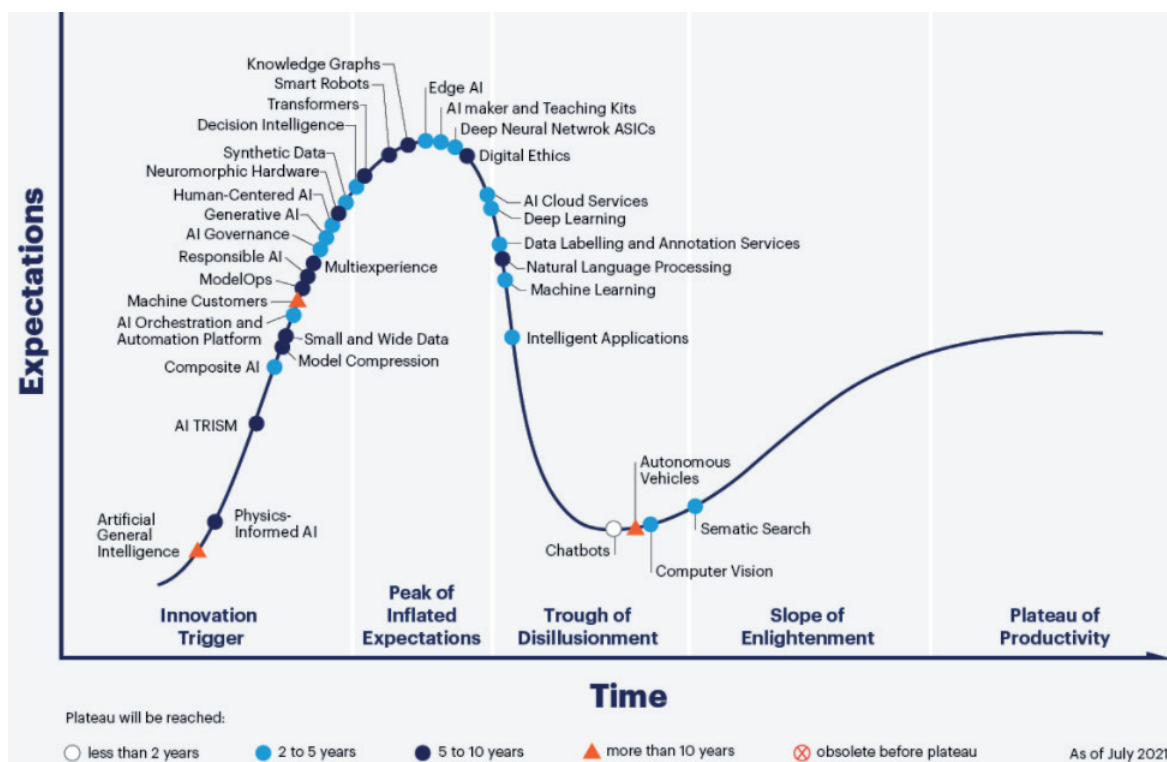 Expectations
Knowledge Graphs
Smart Robots
Transformers
Decision Intelligence
Synthetic Data
Neuromorphic Hardware
Human-Centered AI
Generative AI
AI Governance
Responsible AI
Multiexperience
ModelOps
Machine Customers
AI Orchestration and
Automation Platform
Small and Wide Data
Model Compression
Composite AI
AI TRISM
Physics-
Informed AI
Artificial
General
Intelligence
Edge AI
AI maker and Teaching Kits
Deep Neural Netwrok ASICs
Digital Ethics
AI Cloud Services
Deep Learning
Data Labelling and Annotation Services
Natural Language Processing
Machine Learning
Intelligent Applications
Autonomous
Vehicles
Chatbots
Sematic Search
Computer Vision
Innovation
Trigger
Peak of
Inflated
Expectations
Trough of
Disillusionment
Slope of
Enlightenment
Plateau of
Productivity
Time
Plateau will be reached:
less than 2 years
2 to 5 years
5 to 10 years
more than 10 years
obsolete before plateau
As of July 2021